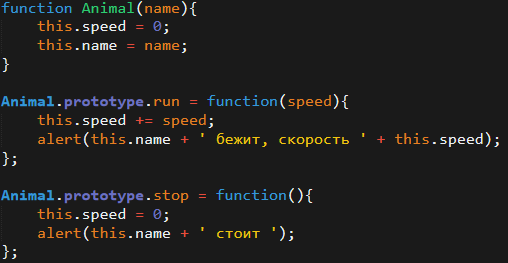 function Animal(name){
    this.speed = 0;
    this.name = name;
}

Animal.prototype.run = function(speed){
    this.speed += speed;
    alert(this.name + ' бежит, скорость ' + this.speed);
};

Animal.prototype.stop = function(){
    this.speed = 0;
    alert(this.name + ' стоит ');
};